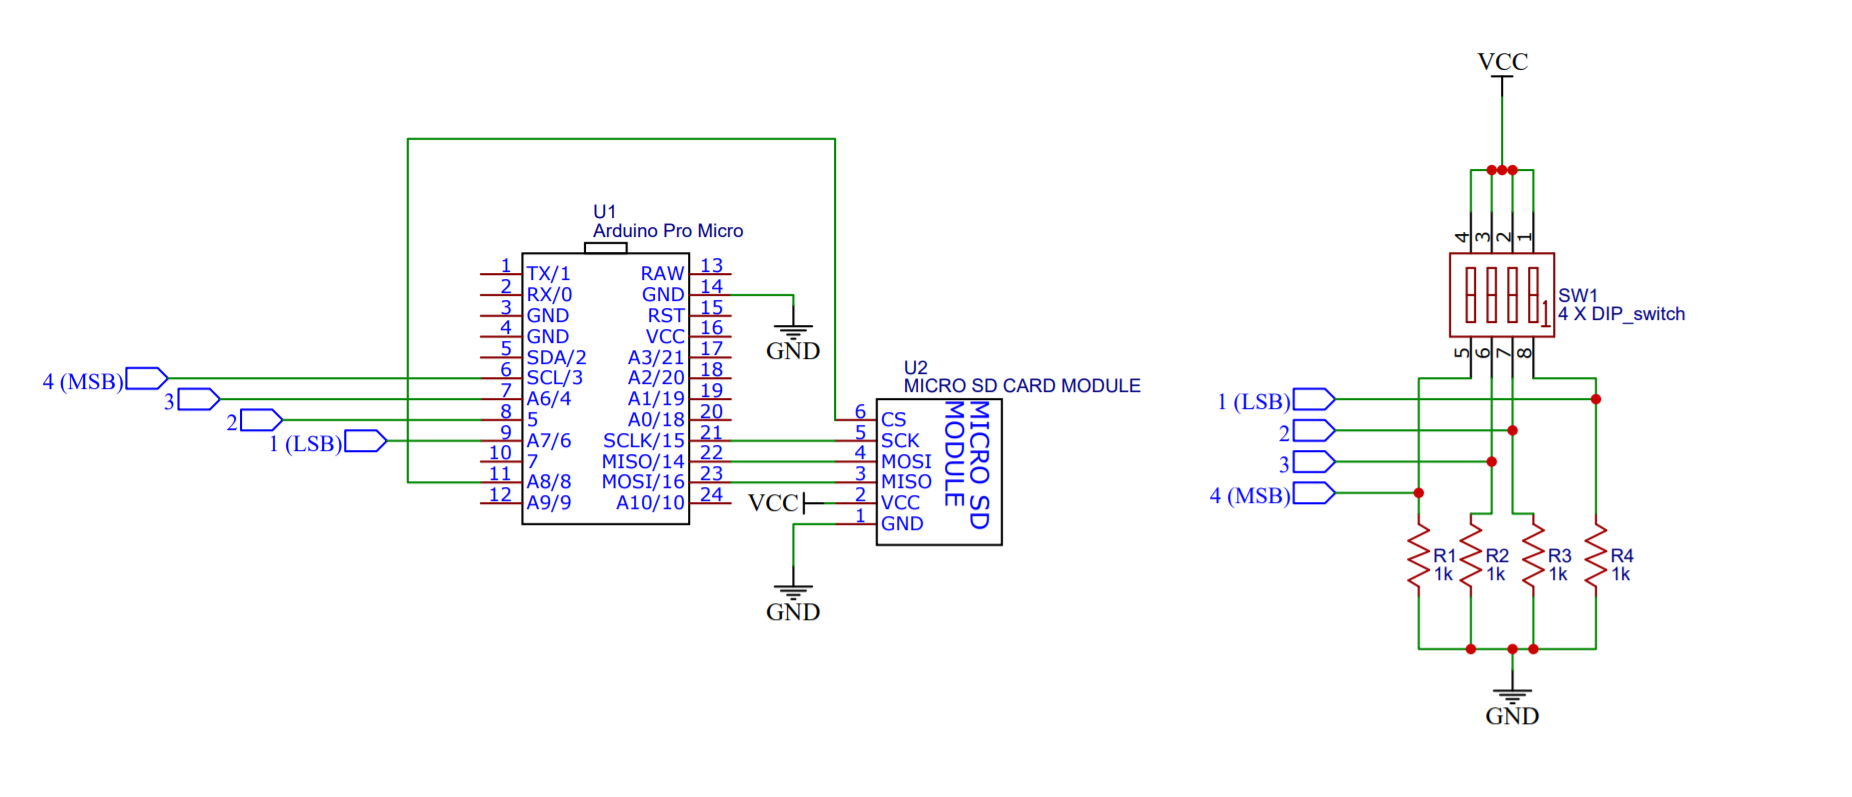 U1
Arduino Pro Micro
1 TX/1
2 RX/0
3 GND
4 GND
5 SDA/2
6 SCL/3
7 A6/4
8 5
9 A7/6
10 7
11 A8/8
12 A9/9
RAW 13
GND 14
RST 15
VCC 16
A3/21 17
A2/20 18
A1/19 19
A0/18 20
SCLK/15 21
MISO/14 22
MOSI/16 23
A10/10 24
4 (MSB)
3
2
1 (LSB)
GND
U2
MICRO SD CARD MODULE
6 CS
5 SCK
4 MOSI
3 MISO
2 VCC
1 GND
MICRO SD
MODULE
VCC
GND
VCC
4 3 2 1
SW1
4 X DIP_switch
1
5 6 7 8
1 (LSB)
2
3
4 (MSB)
R1
1k
R2
1k
R3
1k
R4
1k
GND